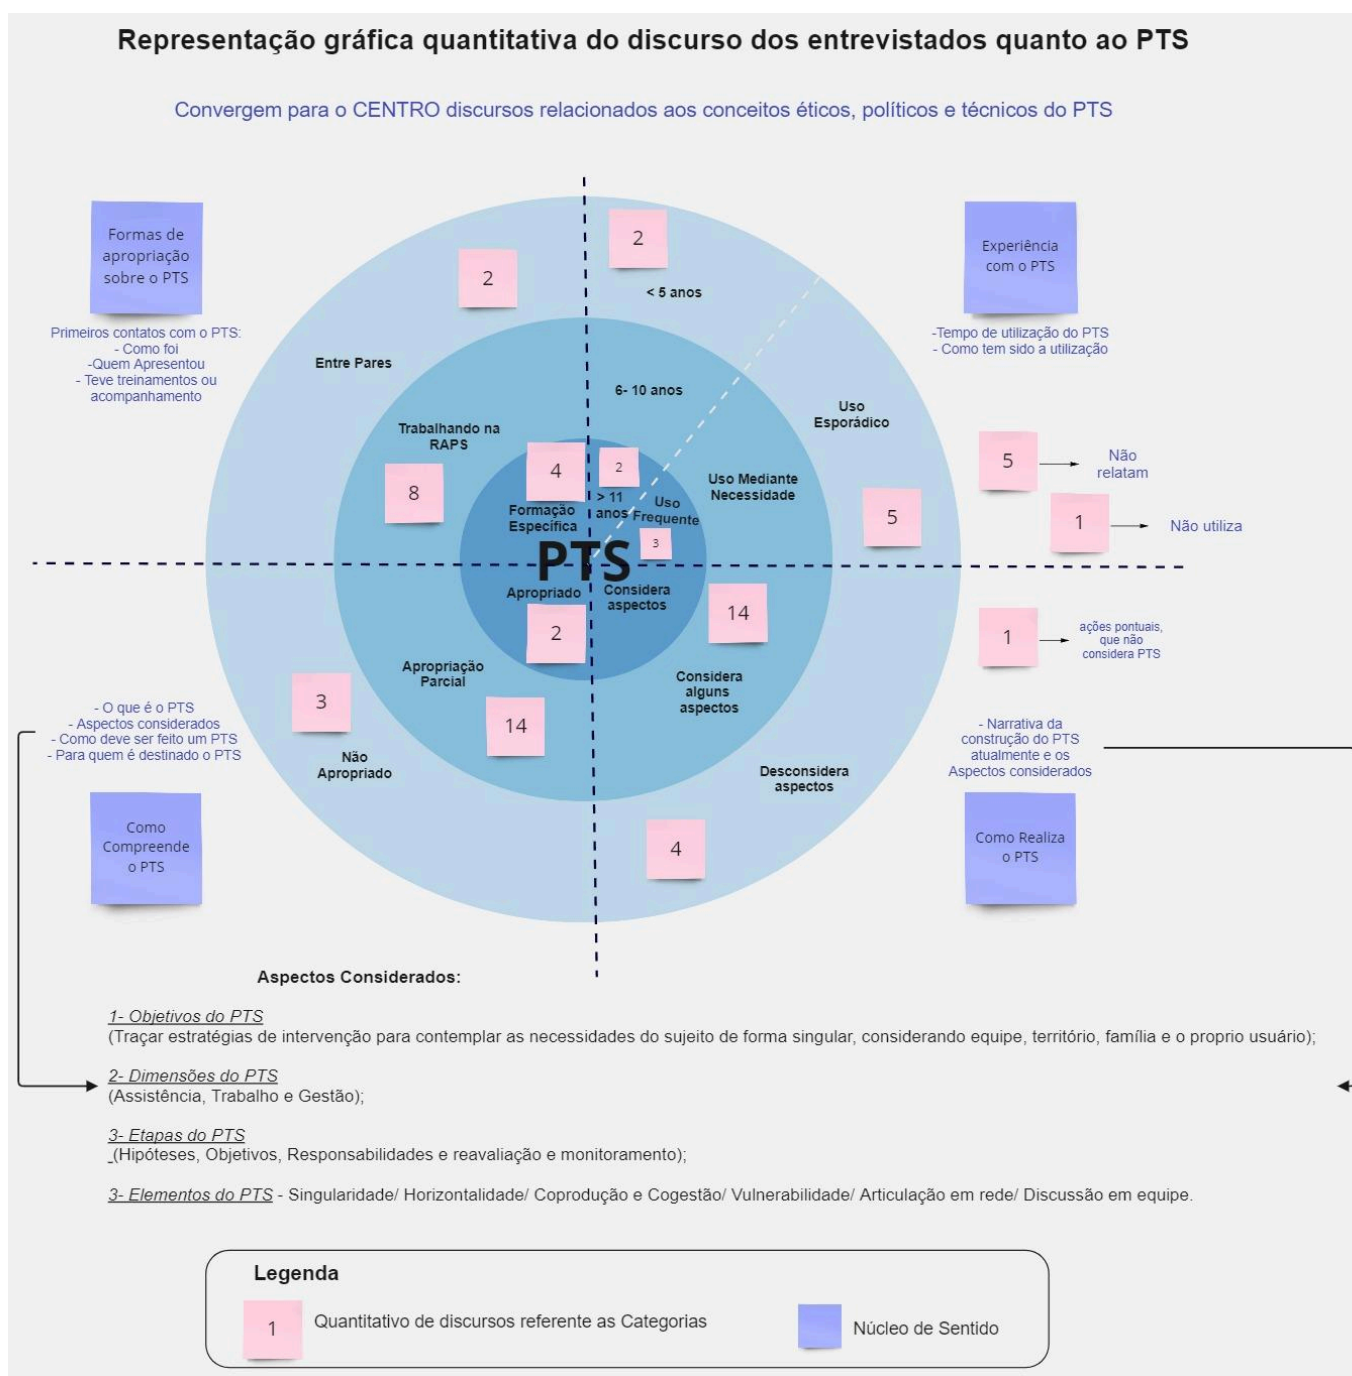 Representação gráfica quantitativa do discurso dos entrevistados quanto ao PTS
Convergem para o CENTRO discursos relacionados aos conceitos éticos, políticos e técnicos do PTS
Formas de
apropriação
sobre o PTS
Primeiros contatos com o PTS:
- Como foi
-Quem Apresentou
- Teve treinamentos ou
acompanhamento
2
Entre Pares
Trabalhando na
RAPS
8
4
Formação
Específica
2
< 5 anos
6- 10 anos
2
> 11
anos
Uso
Frequente
3
Uso Mediante
Necessidade
Uso
Esporádico
5
Experiência
com o PTS
-Tempo de utilização do PTS
- Como tem sido a utilização
5
Não
relatam
1
Não utiliza
PTS
Apropriado
2
Apropriação
Parcial
14
3
Não
Apropriado
- O que é o PTS
- Aspectos considerados
- Como deve ser feito um PTS
- Para quem é destinado o PTS
Como
Compreende
o PTS
Considera
aspectos
14
Considera
alguns
aspectos
Desconsidera
aspectos
4
1
ações pontuais,
que não
considera PTS
- Narrativa da
construção do PTS
atualmente e os
Aspectos considerados
Como Realiza
o PTS
Aspectos Considerados:
1- Objetivos do PTS
(Traçar estratégias de intervenção para contemplar as necessidades do sujeito de forma singular, considerando equipe, território, família e o proprio usuário);
2- Dimensões do PTS
(Assistência, Trabalho e Gestão);
3- Etapas do PTS
(Hipóteses, Objetivos, Responsabilidades e reavaliação e monitoramento);
3- Elementos do PTS - Singularidade/ Horizontalidade/ Coprodução e Cogestão/ Vulnerabilidade/ Articulação em rede/ Discussão em equipe.
Legenda
1
Quantitativo de discursos referente as Categorias
Núcleo de Sentido